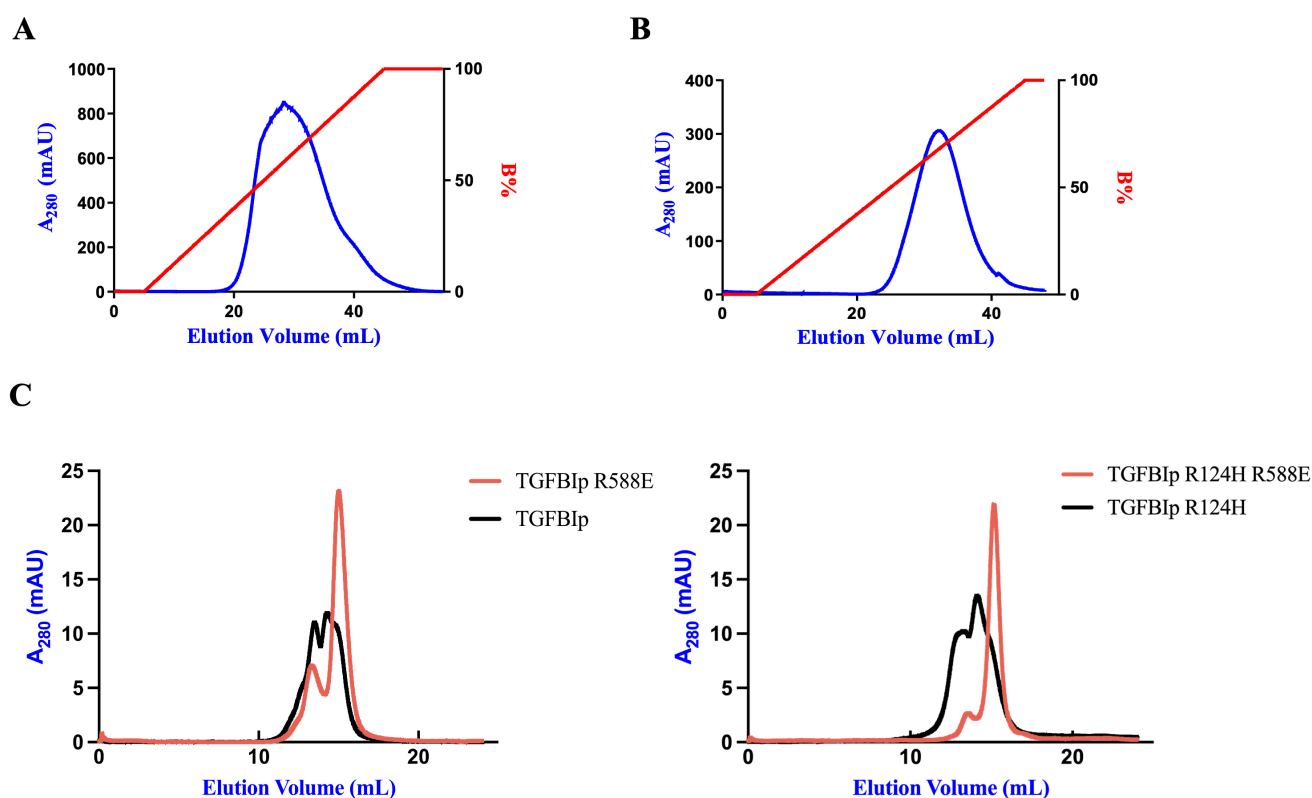 A
1000
800
600
400
200
0
A280 (mAU)
100
50
0
B%
0
20
40
Elution Volume (mL)
B
400
300
200
100
0
A280 (mAU)
100
50
0
B%
0
20
40
Elution Volume (mL)
C
25
20
15
10
5
0
A280 (mAU)
TGFBIp R588E
TGFBIp
0
10
20
Elution Volume (mL)
25
20
15
10
5
0
A280 (mAU)
TGFBIp R124H R588E
TGFBIp R124H
0
10
20
Elution Volume (mL)